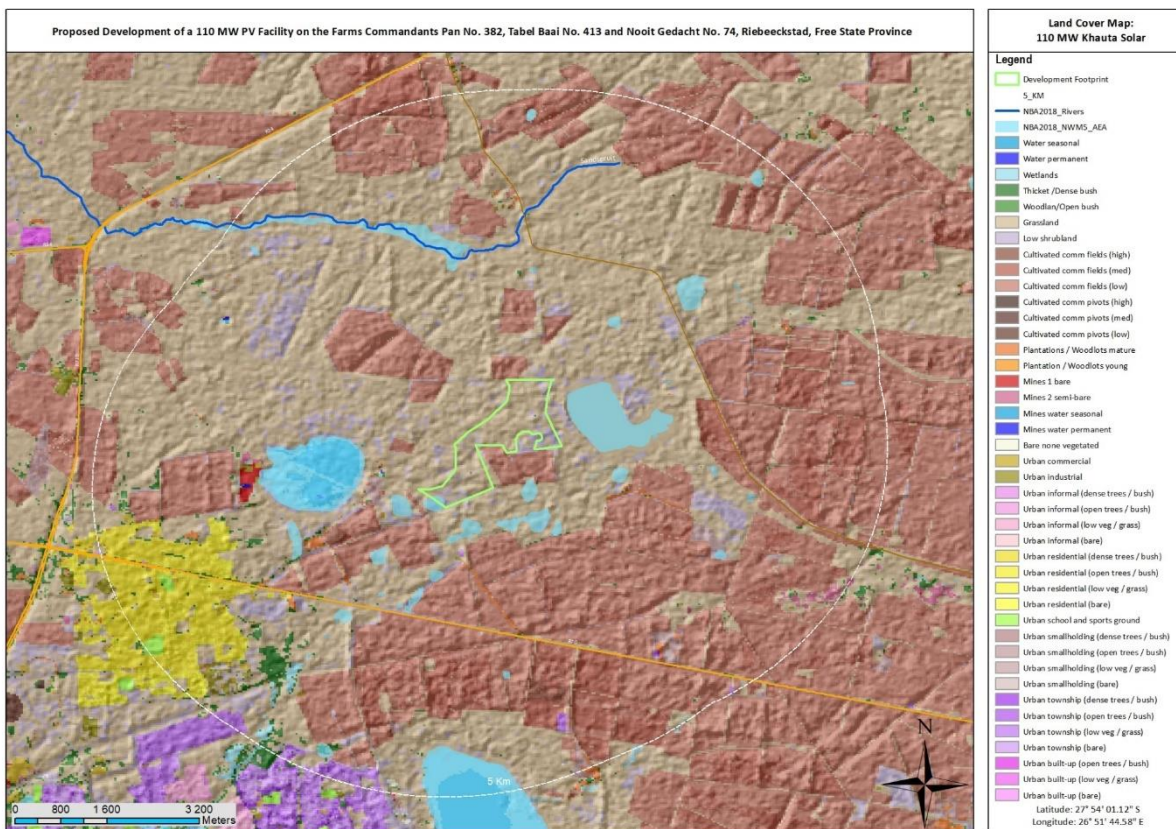 Proposed Development of a 110 MW PV Facility on the Farms Commandants Pan No. 382, Tabel Baai No. 413 and Nooit Gedacht No. 74, Riebeeckstad, Free State Province
Land Cover Map:
110 MW Khauta Solar
Legend
Development Footprint
5_KM
NBA2018_Rivers
NBA2018_NWM5_AEA
Water seasonal
Water permanent
Wetlands
Thicket /Dense bush
Woodlan/Open bush
Grassland
Low shrubland
Cultivated comm fields (high)
Cultivated comm fields (med)
Cultivated comm fields (low)
Cultivated comm pivots (high)
Cultivated comm pivots (med)
Cultivated comm pivots (low)
Plantations / Woodlots mature
Plantation / Woodlots young
Mines 1 bare
Mines 2 semi-bare
Mines water seasonal
Mines water permanent
Bare none vegetated
Urban commercial
Urban industrial
Urban informal (dense trees / bush)
Urban informal (open trees / bush)
Urban informal (low veg / grass)
Urban informal (bare)
Urban residential (dense trees / bush)
Urban residential (open trees / bush)
Urban residential (low veg / grass)
Urban residential (bare)
Urban school and sports ground
Urban smallholding (dense trees / bush)
Urban smallholding (open trees / bush)
Urban smallholding (low veg / grass)
Urban smallholding (bare)
Urban township (dense trees / bush)
Urban township (open trees / bush)
Urban township (low veg / grass)
Urban township (bare)
Urban built-up (open trees / bush)
Urban built-up (low veg / grass)
Urban built-up (bare)
Latitude: 27° 54' 01.12" S
Longitude: 26° 51' 44.58" E
N
5 Km
0 800 1 600 3 200
Meters